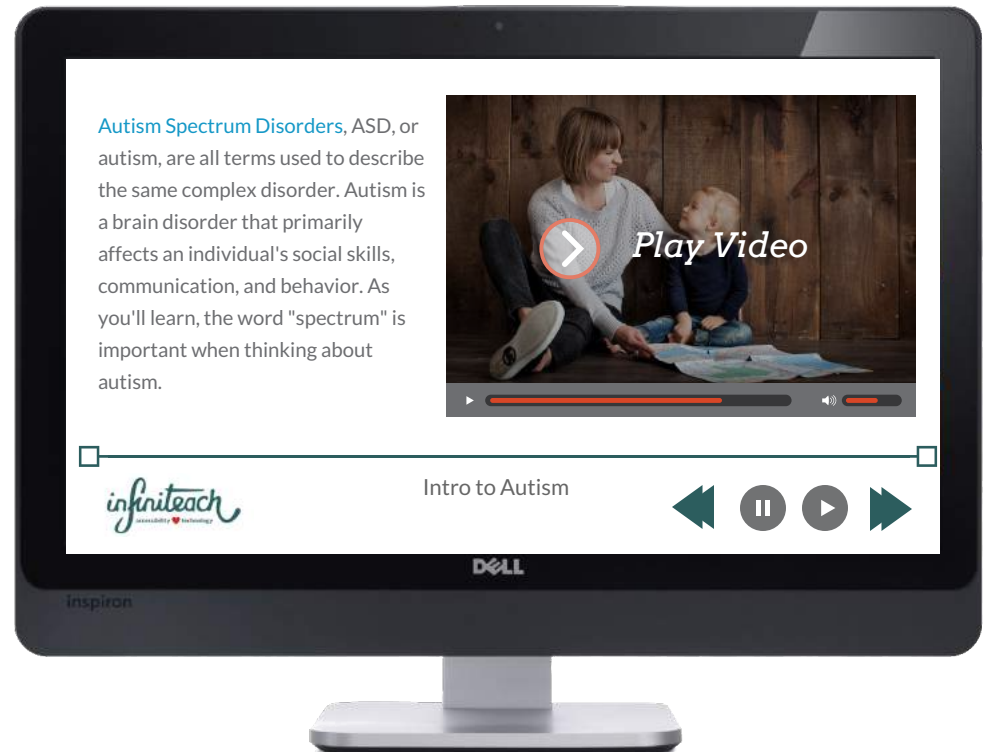 Autism Spectrum Disorders, ASD, or
autism, are all terms used to describe
the same complex disorder. Autism is
a brain disorder that primarily
affects an individual's social skills,
communication, and behavior. As
you'll learn, the word "spectrum" is
important when thinking about
autism.
Play Video
infiniteach
accessibility technology
Intro to Autism
DELL
inspiron